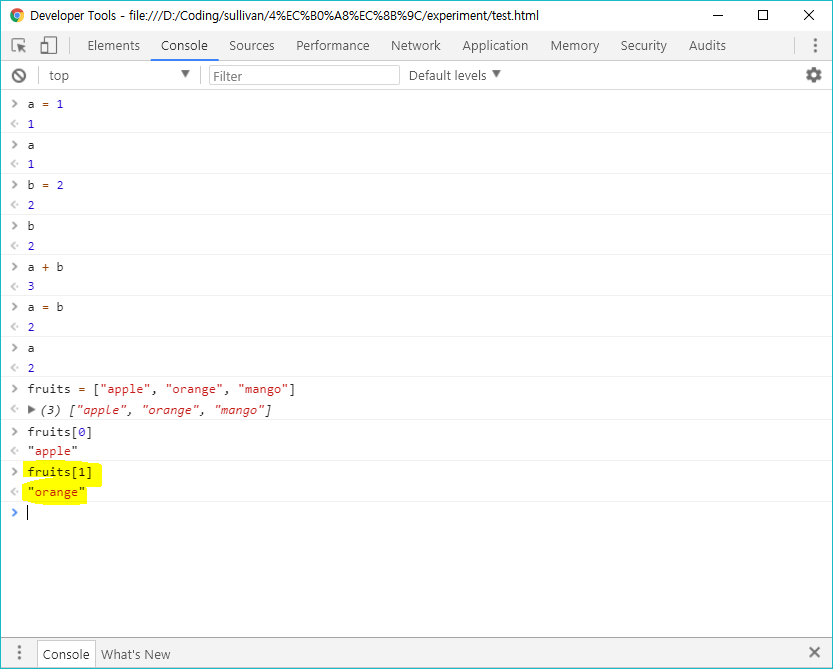 Developer Tools - file:///D:/Coding/sullivan/4%EC%B0%A8%EC%8B%9C/experiment/test.html
Elements Console Sources Performance Network Application Memory Security Audits
top Filter Default levels
> a = 1
1
> a
1
> b = 2
2
> b
2
> a + b
3
> a = b
2
> a
2
> fruits = ["apple", "orange", "mango"]
(3) ["apple", "orange", "mango"]
> fruits[0]
"apple"
> fruits[1]
"orange"
>
Console What's New